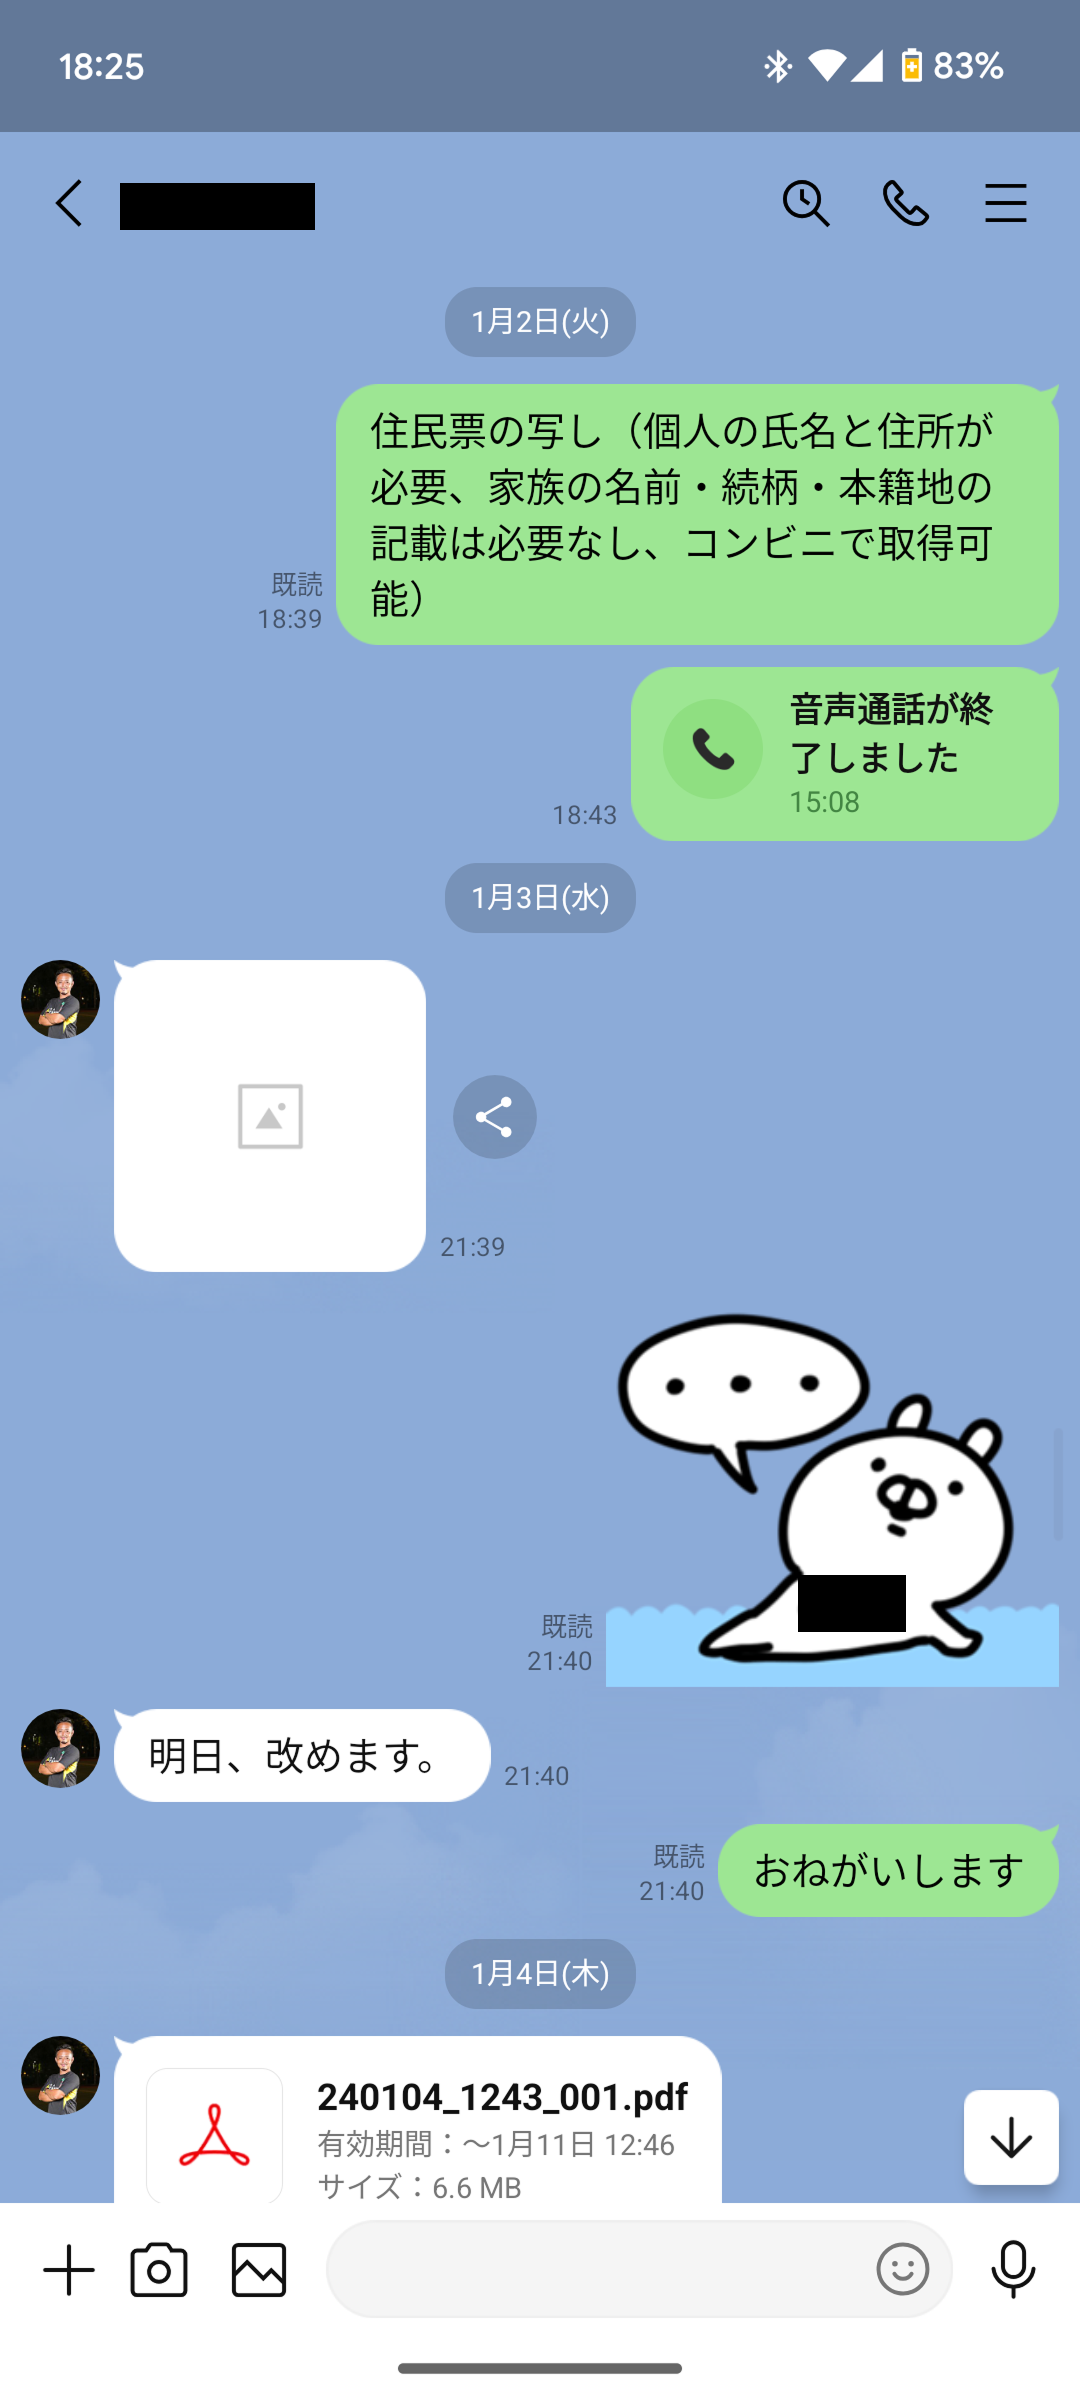 18:25
83%
1月2日(火)
住民票の写し（個人の氏名と住所が
必要、家族の名前・続柄・本籍地の
記載は必要なし、コンビニで取得可
能）
既読
18:39
音声通話が終
了しました
15:08
18:43
1月3日(水)
21:39
既読
21:40
明日、改めます。
21:40
おねがいします
既読
21:40
1月4日(木)
240104_1243_001.pdf
有効期間：～1月11日 12:46
サイズ：6.6 MB